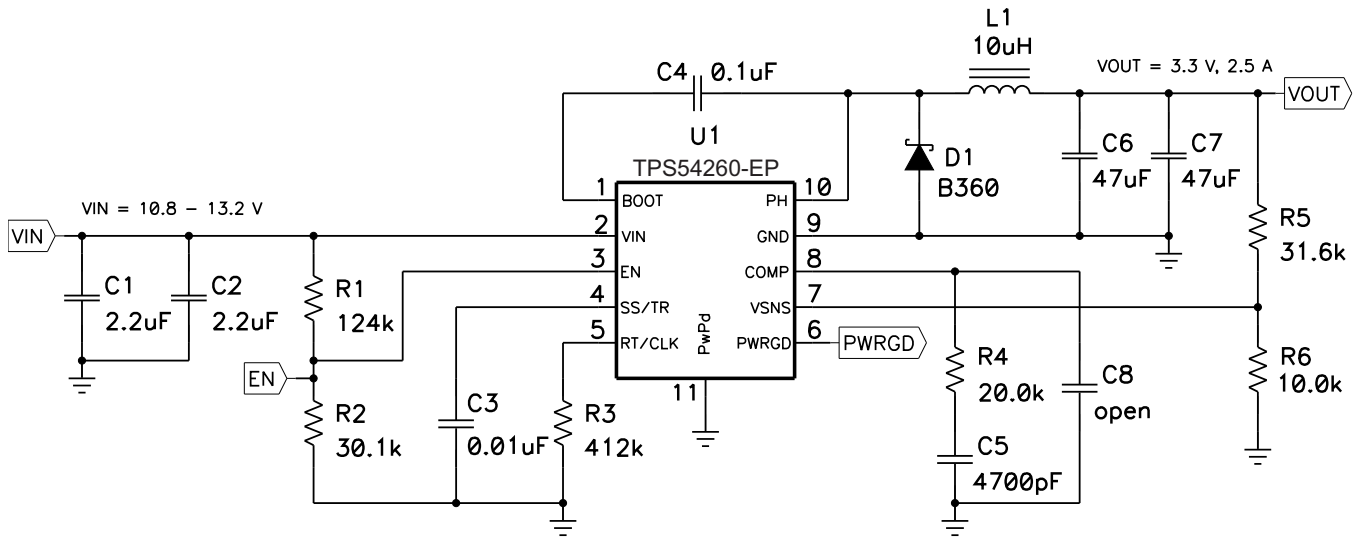 L1
10uH
C4 0.1uF
VOUT = 3.3 V, 2.5 A
VOUT
U1
TPS54260-EP
C6
47uF
C7
47uF
D1
B360
1
BOOT
PH
10
VIN = 10.8 – 13.2 V
VIN
2
VIN
GND
9
R5
31.6k
3
EN
COMP
8
C1
2.2uF
C2
2.2uF
R1
124k
4
SS/TR
VSNS
7
5
RT/CLK
PwPd
PWRGD
6
PWRGD
EN
11
R4
20.0k
C8
open
R6
10.0k
R2
30.1k
C3
0.01uF
R3
412k
C5
4700pF